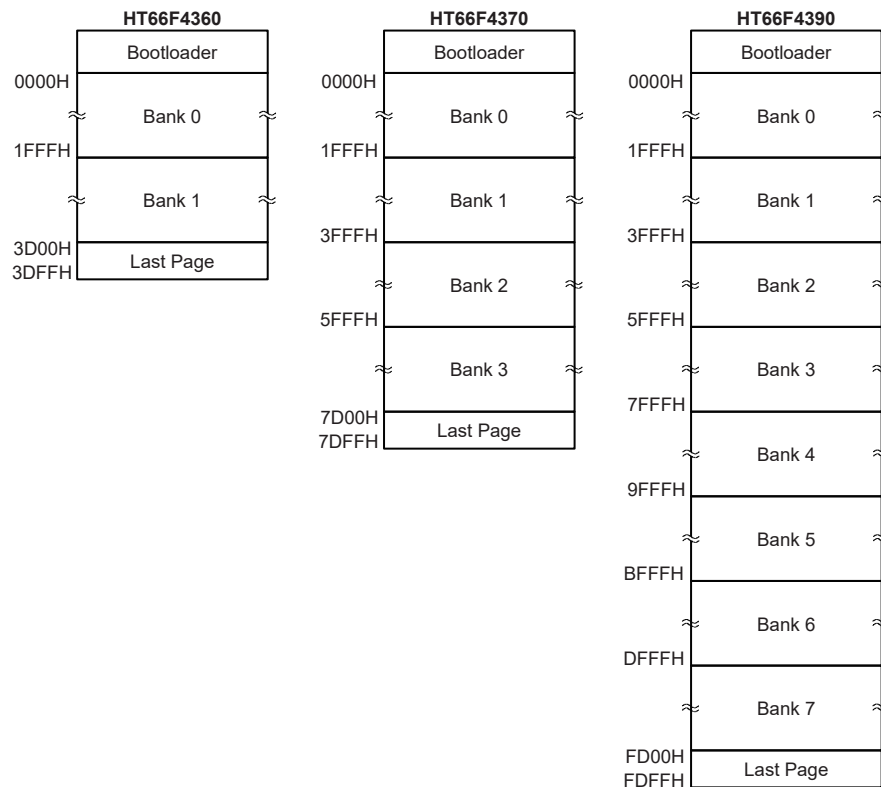 HT66F4360
Bootloader
0000H
Bank 0
1FFFH
Bank 1
3D00H
Last Page
3DFFH
HT66F4370
Bootloader
0000H
Bank 0
1FFFH
Bank 1
3FFFH
Bank 2
5FFFH
Bank 3
7D00H
Last Page
7DFFH
HT66F4390
Bootloader
0000H
Bank 0
1FFFH
Bank 1
3FFFH
Bank 2
5FFFH
Bank 3
7FFFH
Bank 4
9FFFH
Bank 5
BFFFH
Bank 6
DFFFH
Bank 7
FD00H
Last Page
FDFFH